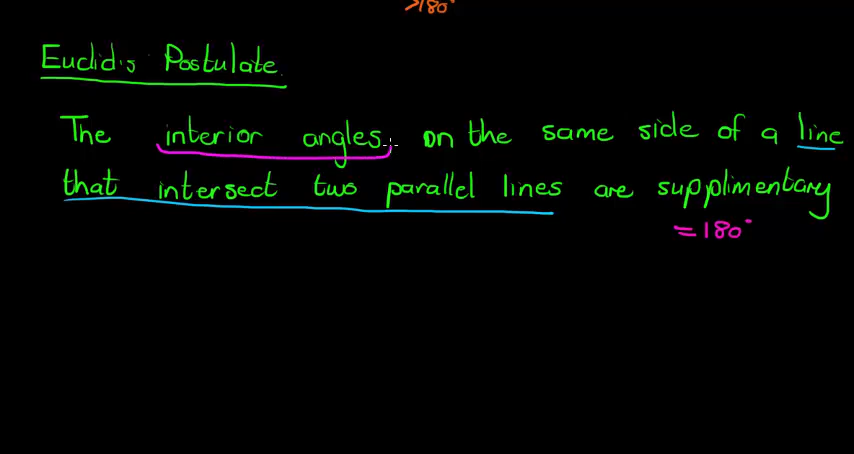 >180°
Euclid's Postulate.
The interior angles on the same side of a line
that intersect two parallel lines are supplimentary
=180°